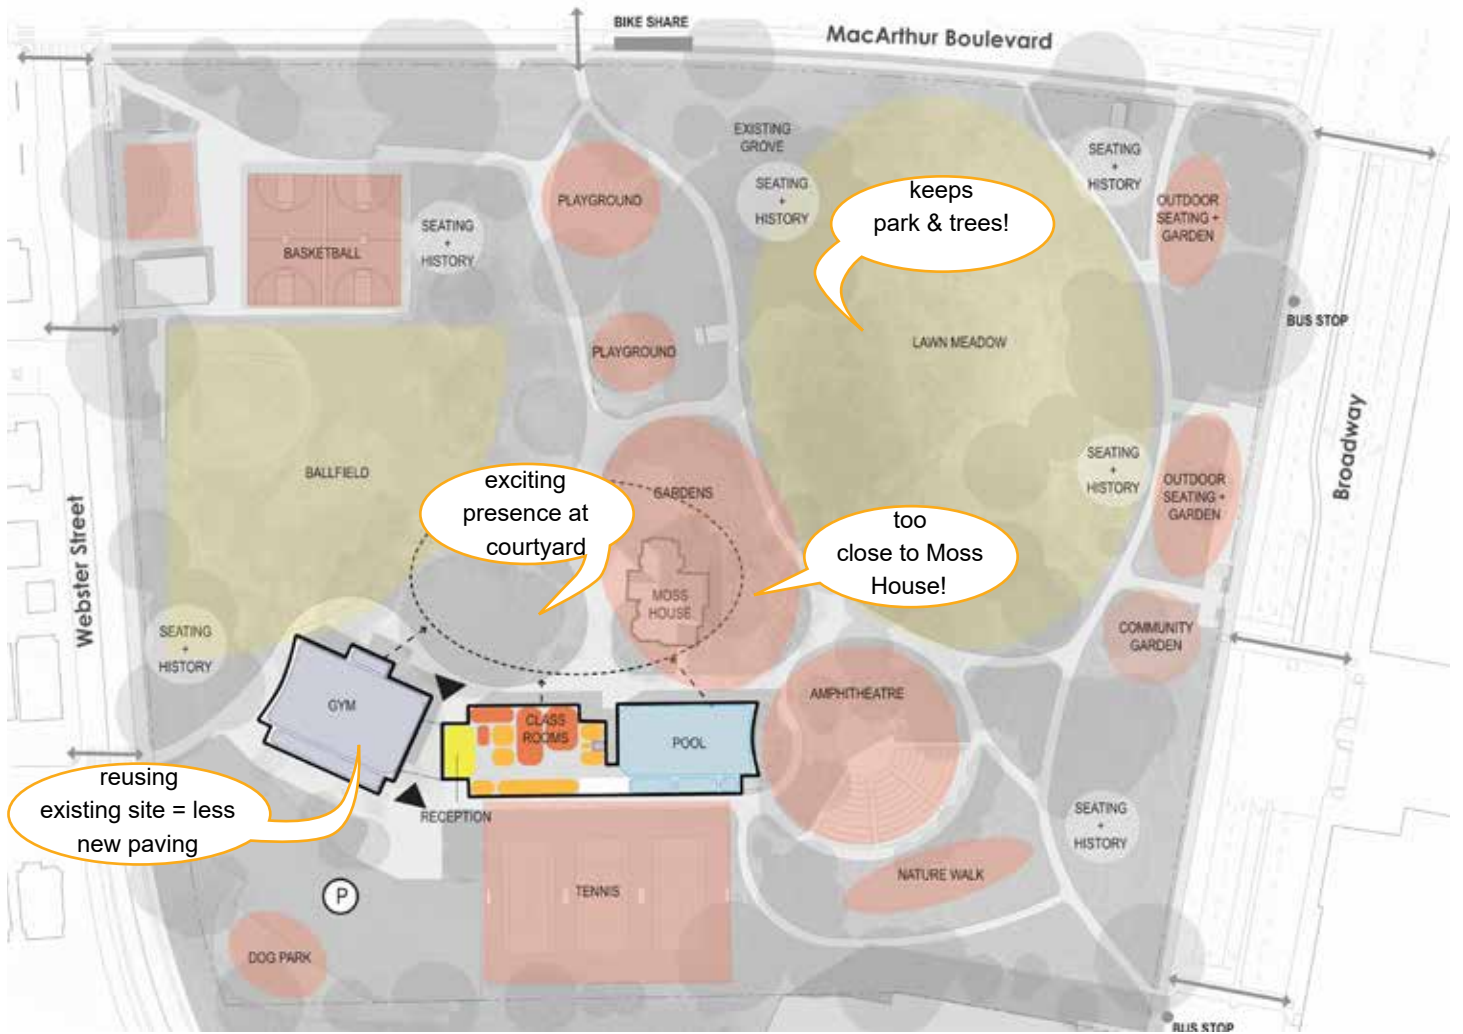 BIKE SHARE
MacArthur Boulevard
EXISTING
GROVE
SEATING
+
HISTORY
SEATING
+
HISTORY
keeps
park & trees!
OUTDOOR
SEATING +
GARDEN
PLAYGROUND
SEATING
+
HISTORY
BASKETBALL
BUS STOP
PLAYGROUND
LAWN MEADOW
Broadway
BALLFIELD
SEATING
+
HISTORY
OUTDOOR
SEATING +
GARDEN
exciting
presence at
courtyard
GARDENS
too
close to Moss
House!
Webster Street
MOSS
HOUSE
SEATING
+
HISTORY
COMMUNITY
GARDEN
GYM
CLASS
ROOMS
POOL
AMPHITHEATRE
reusing
existing site = less
new paving
RECEPTION
SEATING
+
HISTORY
P
TENNIS
NATURE WALK
DOG PARK
BUS STOP